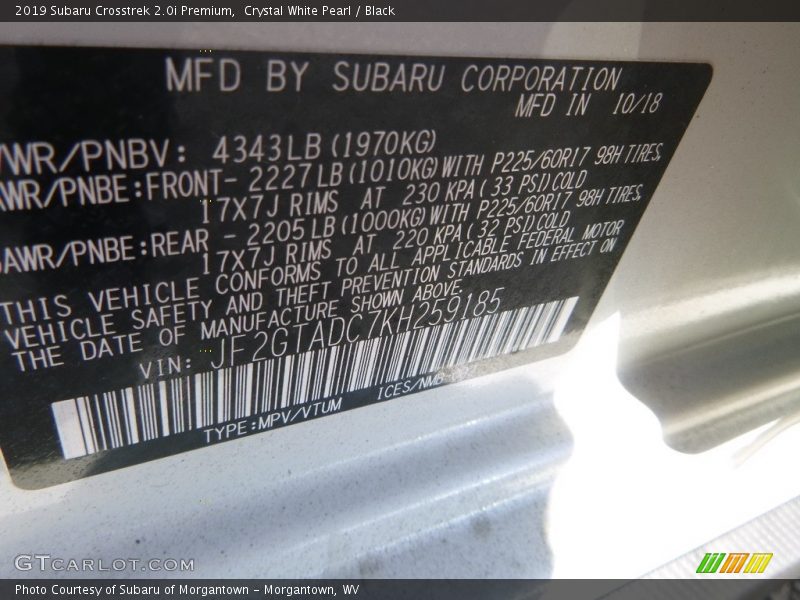 2019 Subaru Crosstrek 2.0i Premium,  Crystal White Pearl / Black
MFD BY SUBARU CORPORATION
MFD IN 10/18
VWR/PNBV: 4343LB (1970KG)
AWR/PNBE:FRONT- 2227LB (1010KG) WITH P225/60R17 98H TIRES,
17X7J RIMS AT 230 KPA ( 33 PSI) COLD
AWR/PNBE:REAR - 2205LB (1000KG) WITH P225/60R17 98H TIRES,
17X7J RIMS AT 220 KPA ( 32 PSI) COLD
THIS VEHICLE CONFORMS TO ALL APPLICABLE FEDERAL MOTOR
VEHICLE SAFETY AND THEFT PREVENTION STANDARDS IN EFFECT ON
THE DATE OF MANUFACTURE SHOWN ABOVE.
VIN: JF2GTADC7KH259185
TYPE:MPV/VTUM ICES/NMB
GTCARLOT.COM
Photo Courtesy of Subaru of Morgantown – Morgantown, WV